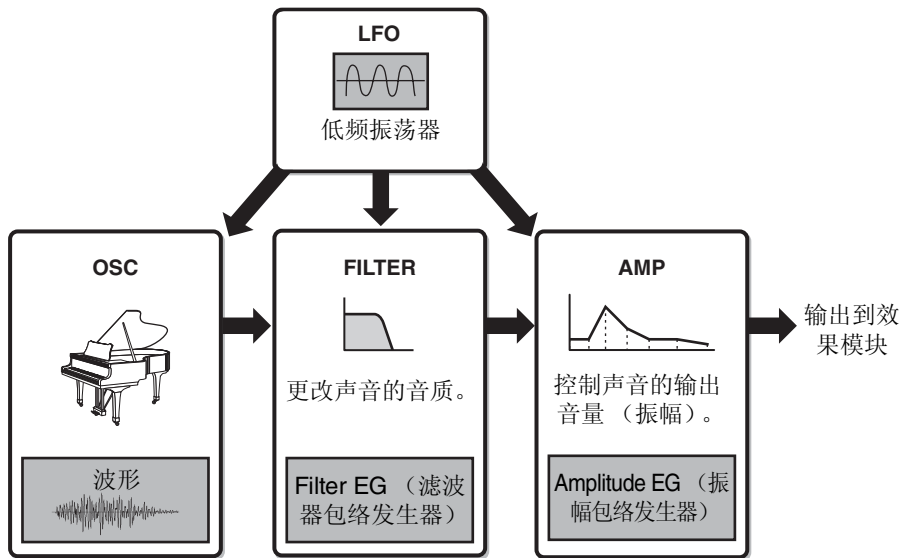 LFO
低频振荡器
OSC
波形
FILTER
更改声音的音质。
Filter EG （滤波
器包络发生器）
AMP
控制声音的输出
音量 （振幅）。
Amplitude EG （振
幅包络发生器）
输出到效
果模块